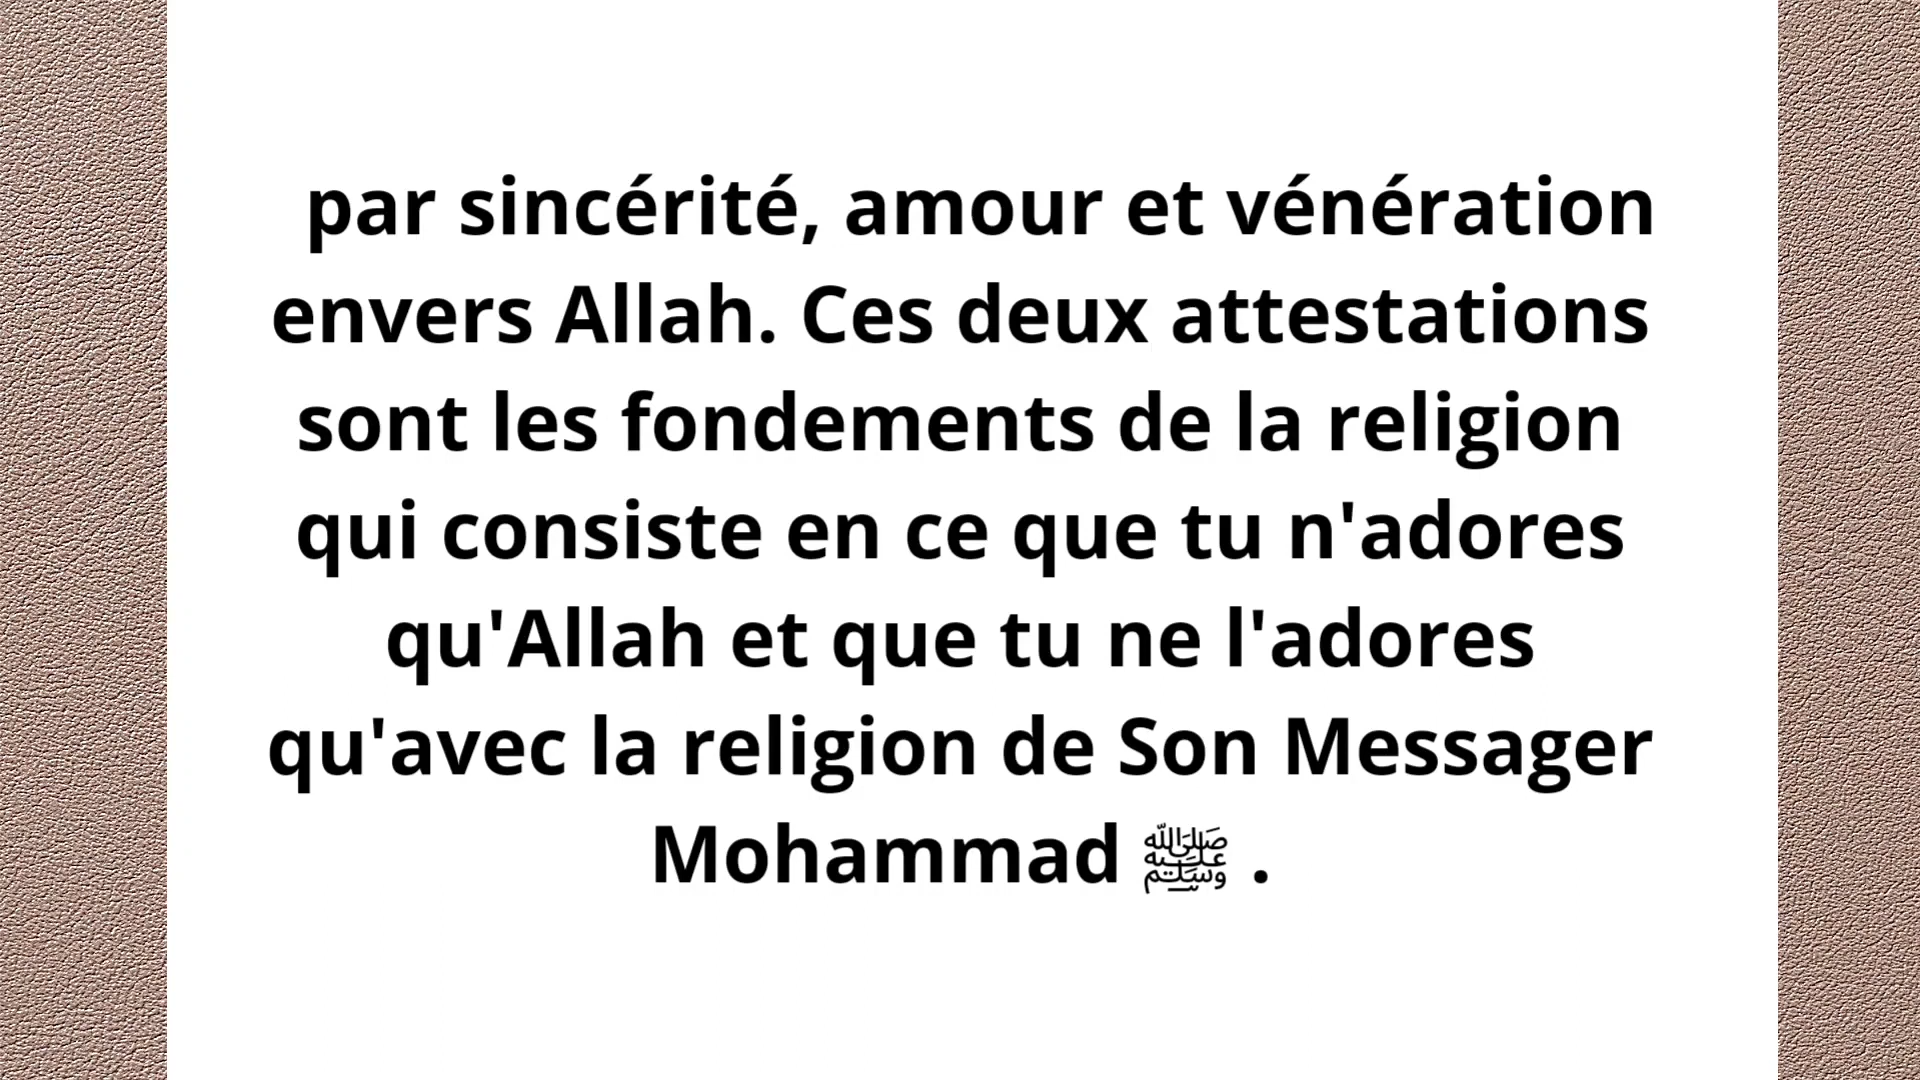 par sincérité, amour et vénération
envers Allah. Ces deux attestations
sont les fondements de la religion
qui consiste en ce que tu n'adores
qu'Allah et que tu ne l'adores
qu'avec la religion de Son Messager
Mohammad ﷺ .